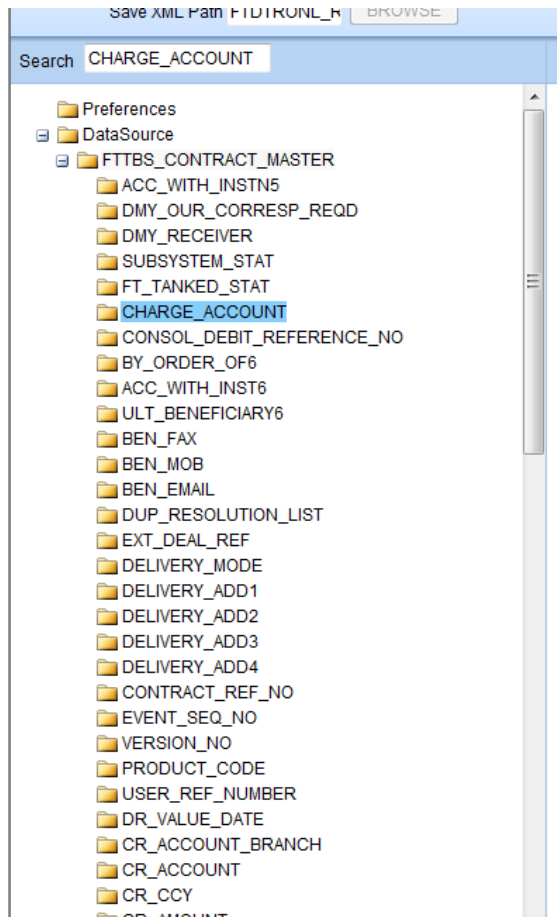 Save XML Path FTDTRONL_R BROWSE
Search CHARGE_ACCOUNT
Preferences
DataSource
FTTBS_CONTRACT_MASTER
ACC_WITH_INSTN5
DMY_OUR_CORRESP_REQD
DMY_RECEIVER
SUBSYSTEM_STAT
FT_TANKED_STAT
CHARGE_ACCOUNT
CONSOL_DEBIT_REFERENCE_NO
BY_ORDER_OF6
ACC_WITH_INST6
ULT_BENEFICIARY6
BEN_FAX
BEN_MOB
BEN_EMAIL
DUP_RESOLUTION_LIST
EXT_DEAL_REF
DELIVERY_MODE
DELIVERY_ADD1
DELIVERY_ADD2
DELIVERY_ADD3
DELIVERY_ADD4
CONTRACT_REF_NO
EVENT_SEQ_NO
VERSION_NO
PRODUCT_CODE
USER_REF_NUMBER
DR_VALUE_DATE
CR_ACCOUNT_BRANCH
CR_ACCOUNT
CR_CCY
CR_AMOUNT